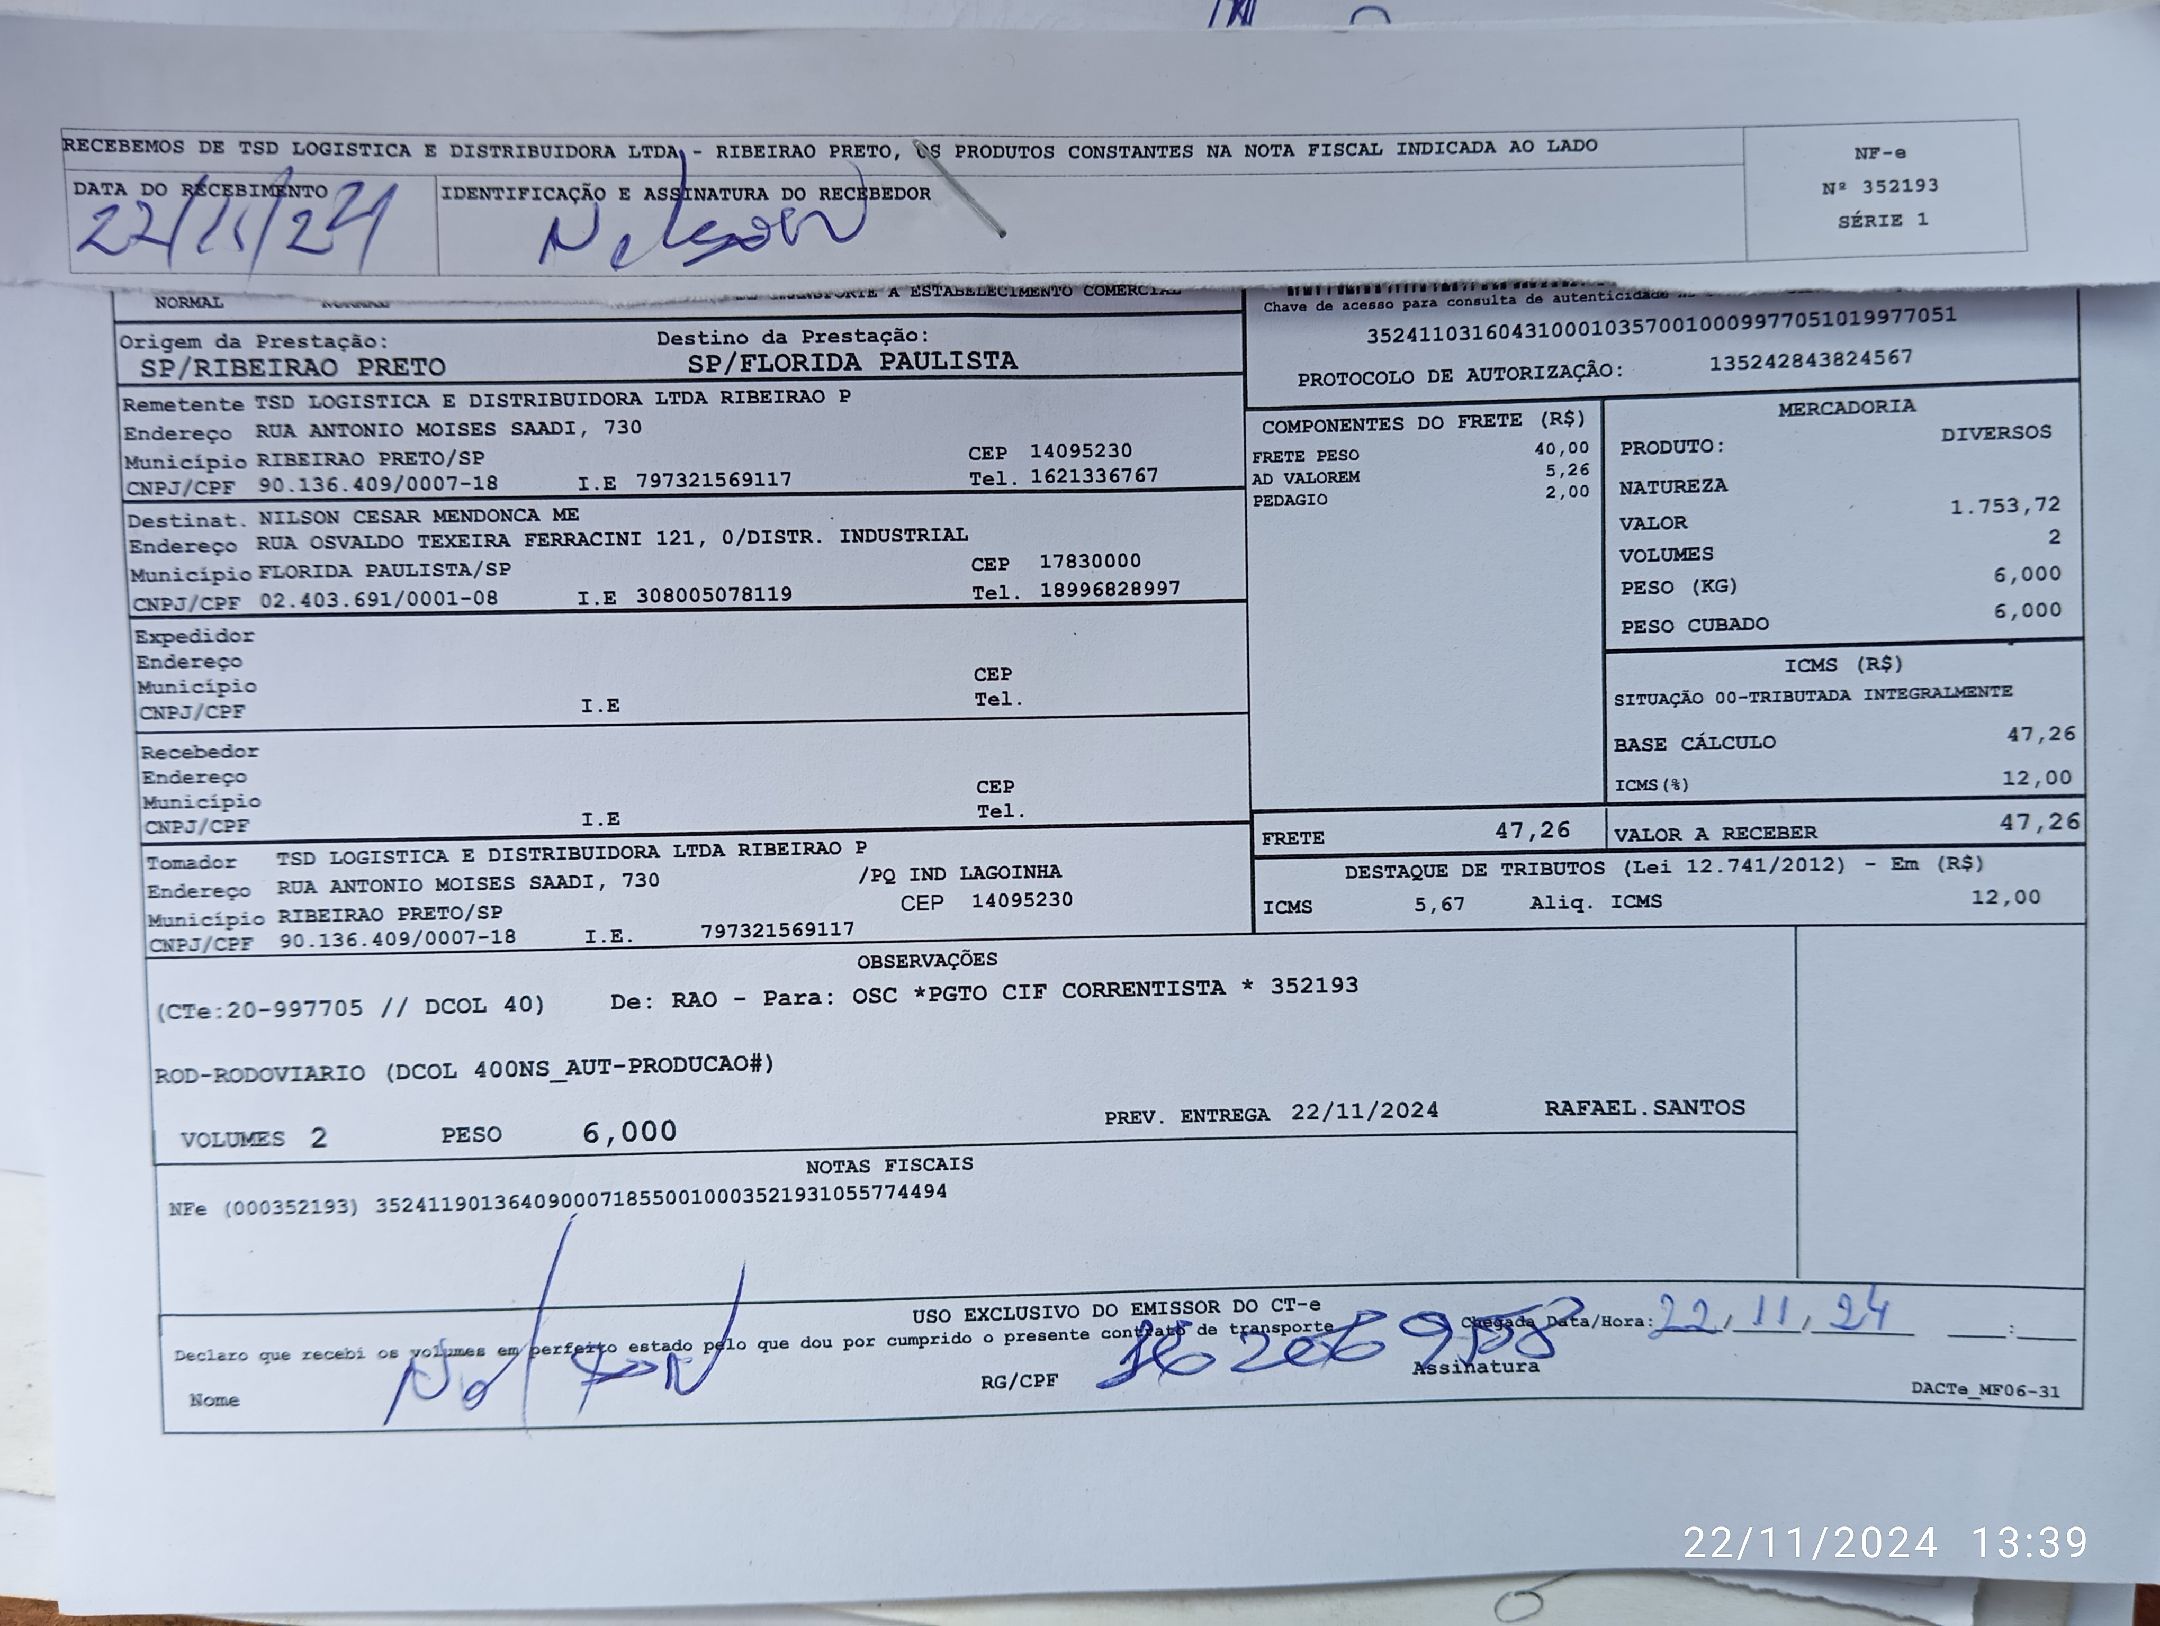 RECEBEMOS DE TSD LOGISTICA E DISTRIBUIDORA LTDA - RIBEIRAO PRETO, OS PRODUTOS CONSTANTES NA NOTA FISCAL INDICADA AO LADO
NF-e
Nº 352193
SÉRIE 1
DATA DO RECEBIMENTO
22/11/24
IDENTIFICAÇÃO E ASSINATURA DO RECEBEDOR
Nilson
NORMAL
A ESTABELECIMENTO COMERCIAL
Chave de acesso para consulta de autenticidade
35241103160431000103570010009977051019977051
PROTOCOLO DE AUTORIZAÇÃO: 135242843824567
Origem da Prestação: Destino da Prestação:
SP/RIBEIRAO PRETO SP/FLORIDA PAULISTA
Remetente TSD LOGISTICA E DISTRIBUIDORA LTDA RIBEIRAO P
Endereço RUA ANTONIO MOISES SAADI, 730
Município RIBEIRAO PRETO/SP CEP 14095230
CNPJ/CPF 90.136.409/0007-18 I.E 797321569117 Tel. 1621336767
Destinat. NILSON CESAR MENDONCA ME
Endereço RUA OSVALDO TEXEIRA FERRACINI 121, 0/DISTR. INDUSTRIAL
Município FLORIDA PAULISTA/SP CEP 17830000
CNPJ/CPF 02.403.691/0001-08 I.E 308005078119 Tel. 18996828997
Expedidor
Endereço
Município CEP
CNPJ/CPF I.E Tel.
Recebedor
Endereço
Município CEP
CNPJ/CPF I.E Tel.
Tomador TSD LOGISTICA E DISTRIBUIDORA LTDA RIBEIRAO P
Endereço RUA ANTONIO MOISES SAADI, 730 /PQ IND LAGOINHA
Município RIBEIRAO PRETO/SP CEP 14095230
CNPJ/CPF 90.136.409/0007-18 I.E. 797321569117
COMPONENTES DO FRETE (R$)
FRETE PESO 40,00
AD VALOREM 5,26
PEDAGIO 2,00
MERCADORIA
PRODUTO: DIVERSOS
NATUREZA
VALOR 1.753,72
VOLUMES 2
PESO (KG) 6,000
PESO CUBADO 6,000
ICMS (R$)
SITUAÇÃO 00-TRIBUTADA INTEGRALMENTE
BASE CÁLCULO 47,26
ICMS(%) 12,00
FRETE 47,26 VALOR A RECEBER 47,26
DESTAQUE DE TRIBUTOS (Lei 12.741/2012) - Em (R$)
ICMS 5,67 Aliq. ICMS 12,00
OBSERVAÇÕES
(CTe:20-997705 // DCOL 40) De: RAO - Para: OSC *PGTO CIF CORRENTISTA * 352193
ROD-RODOVIARIO (DCOL 400NS_AUT-PRODUCAO#)
VOLUMES 2 PESO 6,000 PREV. ENTREGA 22/11/2024 RAFAEL.SANTOS
NOTAS FISCAIS
NFe (000352193) 35241190136409000718550010003521931055774494
USO EXCLUSIVO DO EMISSOR DO CT-e
Declaro que recebi os volumes em perfeito estado pelo que dou por cumprido o presente contrato de transporte
Chegada Data/Hora: 22/11/24 :
Nome RG/CPF Assinatura
DACTe_MF06-31
22/11/2024 13:39